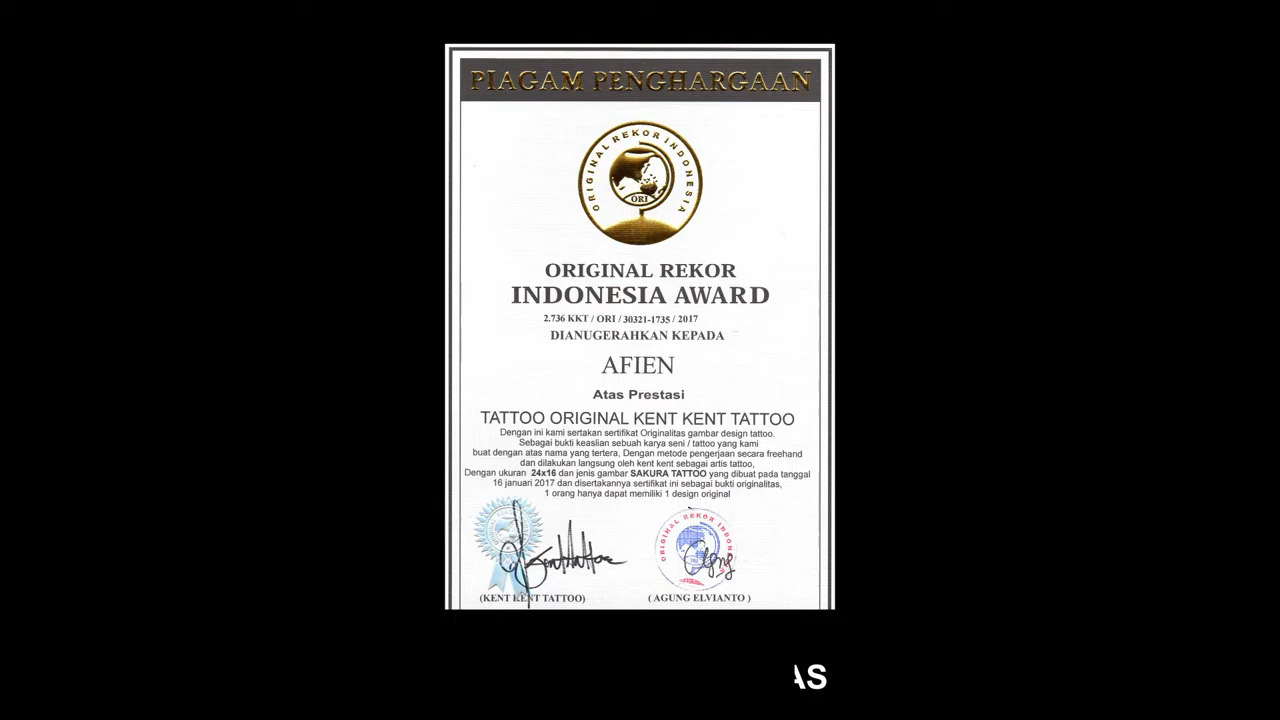 PIAGAM PENGHARGAAN
ORIGINAL REKOR INDONESIA
ORI
ORIGINAL REKOR
INDONESIA AWARD
2.736 KKT / ORI / 30321-1735 / 2017
DIANUGERAHKAN KEPADA
AFIEN
Atas Prestasi
TATTOO ORIGINAL KENT KENT TATTOO
Dengan ini kami sertakan sertifikat Originalitas gambar design tattoo.
Sebagai bukti keaslian sebuah karya seni / tattoo yang kami
buat dengan atas nama yang tertera, Dengan metode pengerjaan secara freehand
dan dilakukan langsung oleh kent kent sebagai artis tattoo,
Dengan ukuran 24x16 dan jenis gambar SAKURA TATTOO yang dibuat pada tanggal
16 januari 2017 dan disertakannya sertifikat ini sebagai bukti originalitas,
1 orang hanya dapat memiliki 1 design original
ORIGINAL REKOR INDONE
(KENT KENT TATTOO)
( AGUNG ELVIANTO )
AS